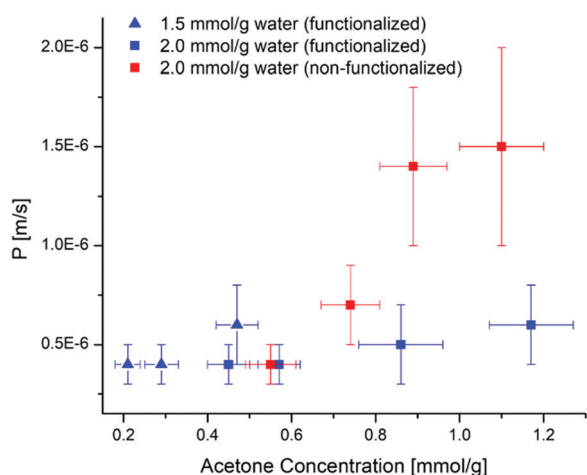 1.5 mmol/g water (functionalized)
2.0 mmol/g water (functionalized)
2.0 mmol/g water (non-functionalized)
2.0E-6
1.5E-6
1.0E-6
0.5E-6
P [m/s]
0.2 0.4 0.6 0.8 1.0 1.2
Acetone Concentration [mmol/g]